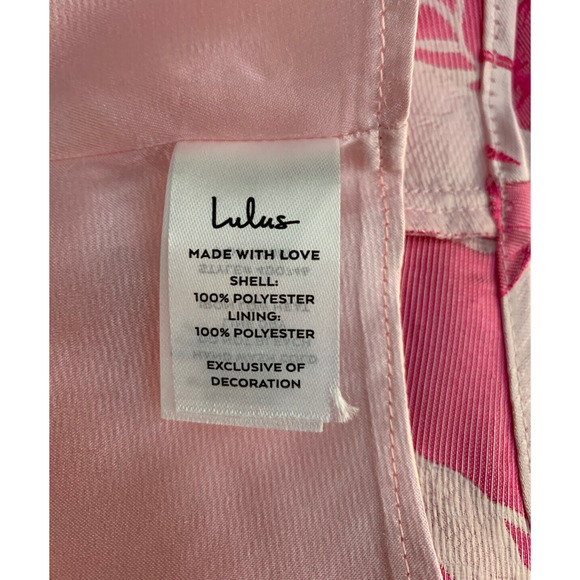 Lulus
MADE WITH LOVE
SHELL:
100% POLYESTER
LINING:
100% POLYESTER
EXCLUSIVE OF
DECORATION